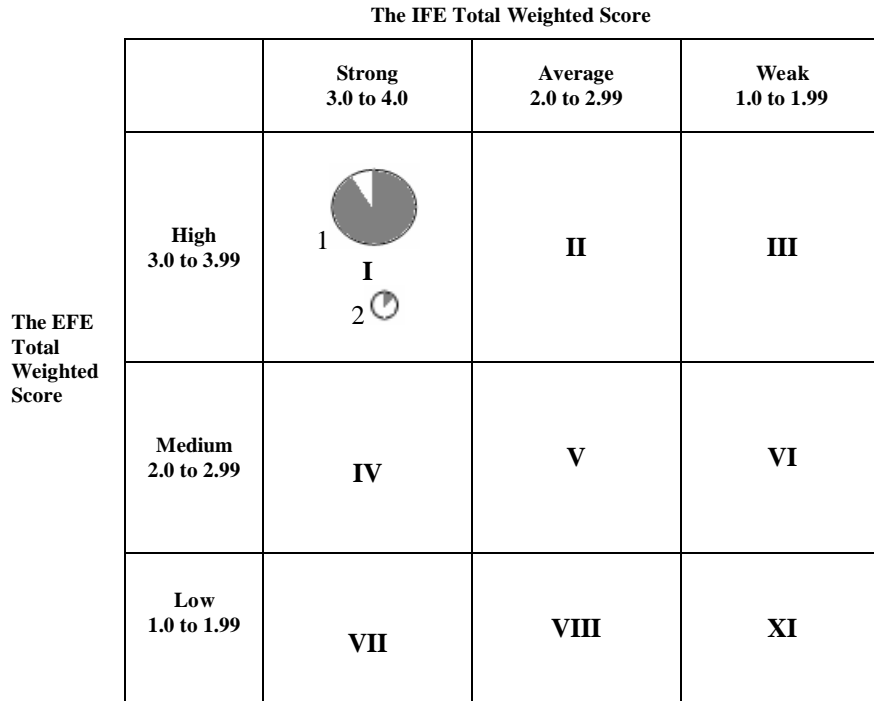 The IFE Total Weighted Score
Strong
3.0 to 4.0
Average
2.0 to 2.99
Weak
1.0 to 1.99
High
3.0 to 3.99
1
I
2
II
III
The EFE
Total
Weighted
Score
Medium
2.0 to 2.99
IV
V
VI
Low
1.0 to 1.99
VII
VIII
XI